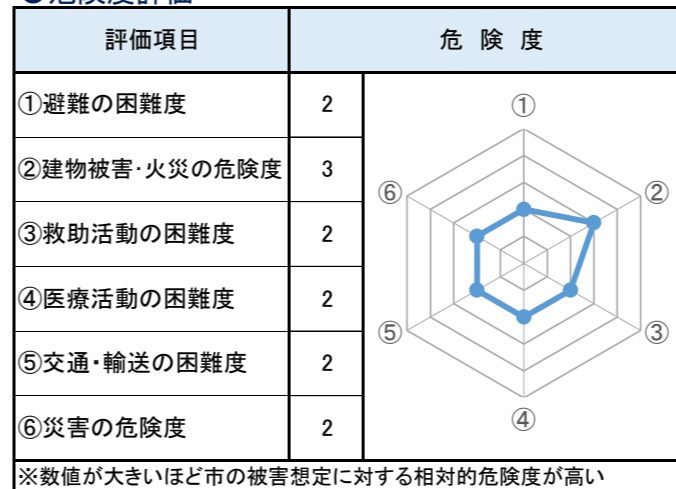 ●危険度評価
評価項目 危 険 度
①避難の困難度 2
②建物被害・火災の危険度 3
③救助活動の困難度 2
④医療活動の困難度 2
⑤交通・輸送の困難度 2
⑥災害の危険度 2
①
②
③
④
⑤
⑥
※数値が大きいほど市の被害想定に対する相対的危険度が高い